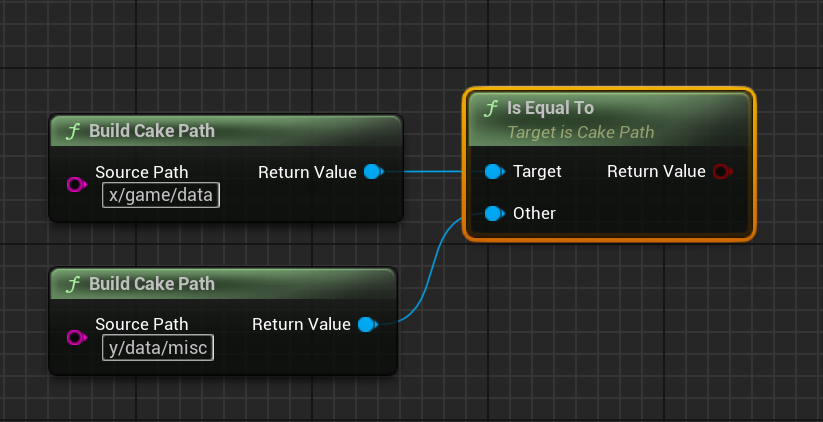 Build Cake Path
Source Path
x/game/data
Return Value
Is Equal To
Target is Cake Path
Target
Return Value
Other
Build Cake Path
Source Path
y/data/misc
Return Value